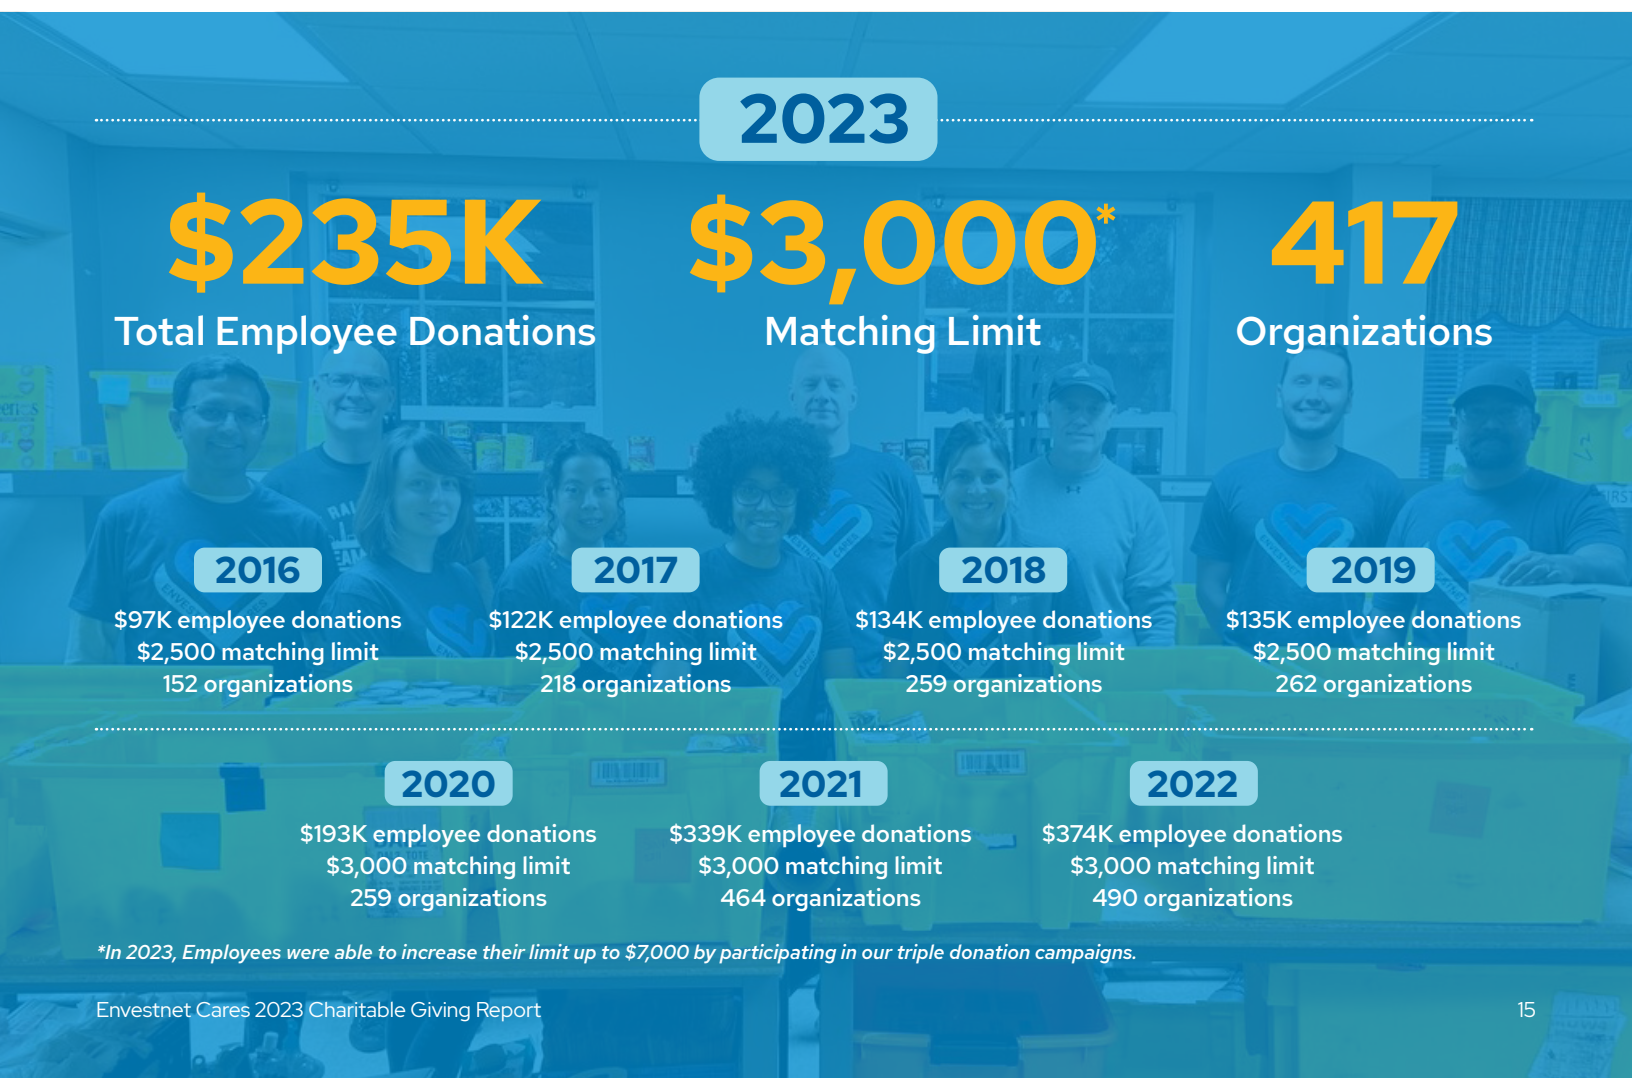 2023
$235K
Total Employee Donations
$3,000*
Matching Limit
417
Organizations
2016
$97K employee donations
$2,500 matching limit
152 organizations
2017
$122K employee donations
$2,500 matching limit
218 organizations
2018
$134K employee donations
$2,500 matching limit
259 organizations
2019
$135K employee donations
$2,500 matching limit
262 organizations
2020
$193K employee donations
$3,000 matching limit
259 organizations
2021
$339K employee donations
$3,000 matching limit
464 organizations
2022
$374K employee donations
$3,000 matching limit
490 organizations
*In 2023, Employees were able to increase their limit up to $7,000 by participating in our triple donation campaigns.
Envestnet Cares 2023 Charitable Giving Report
15